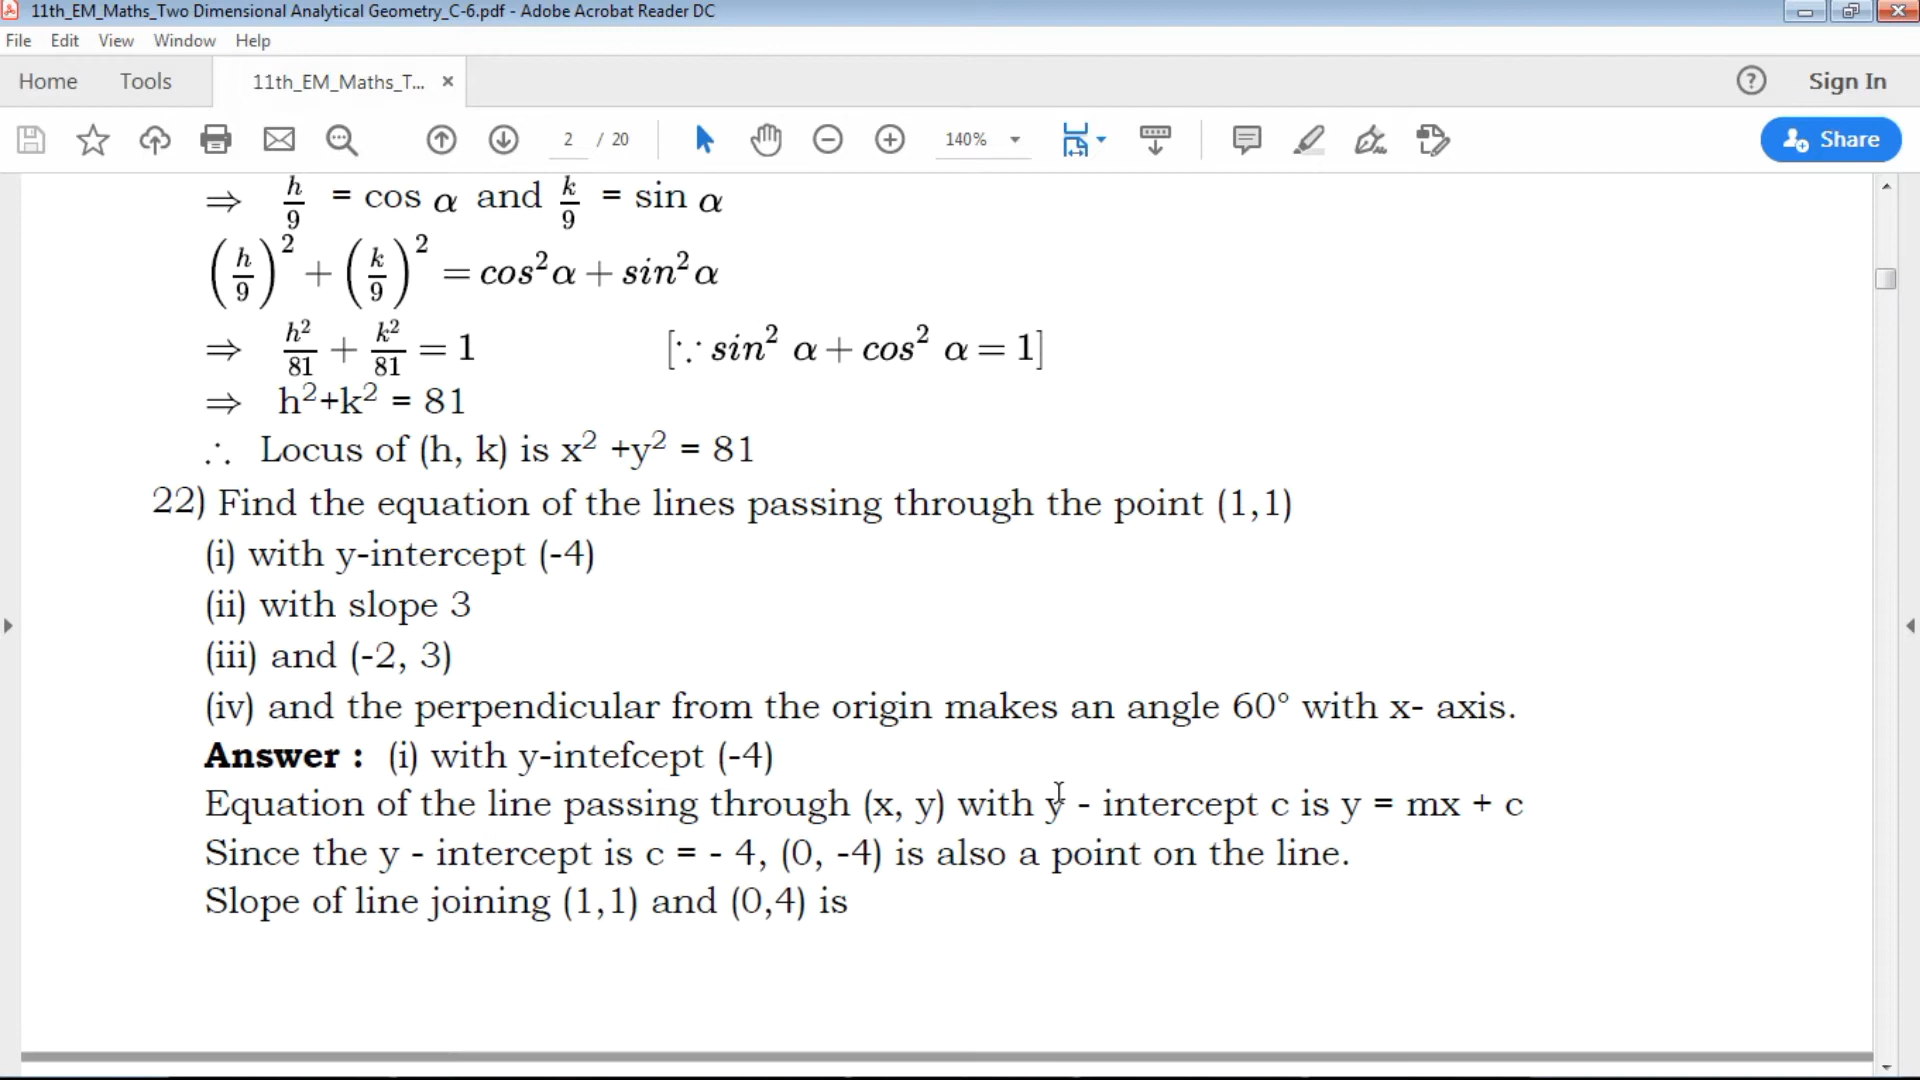 11th_EM_Maths_Two Dimensional Analytical Geometry_C-6.pdf - Adobe Acrobat Reader DC
File Edit View Window Help
Home Tools 11th_EM_Maths_T... × ? Sign In
2 / 20 140% Share
⇒ h/9 = cos α and k/9 = sin α
(h/9)² + (k/9)² = cos²α + sin²α
⇒ h²/81 + k²/81 = 1 [∵ sin² α + cos² α = 1]
⇒ h²+k² = 81
∴ Locus of (h, k) is x² +y² = 81
22) Find the equation of the lines passing through the point (1,1)
(i) with y-intercept (-4)
(ii) with slope 3
(iii) and (-2, 3)
(iv) and the perpendicular from the origin makes an angle 60° with x- axis.
Answer : (i) with y-intefcept (-4)
Equation of the line passing through (x, y) with y - intercept c is y = mx + c
Since the y - intercept is c = - 4, (0, -4) is also a point on the line.
Slope of line joining (1,1) and (0,4) is